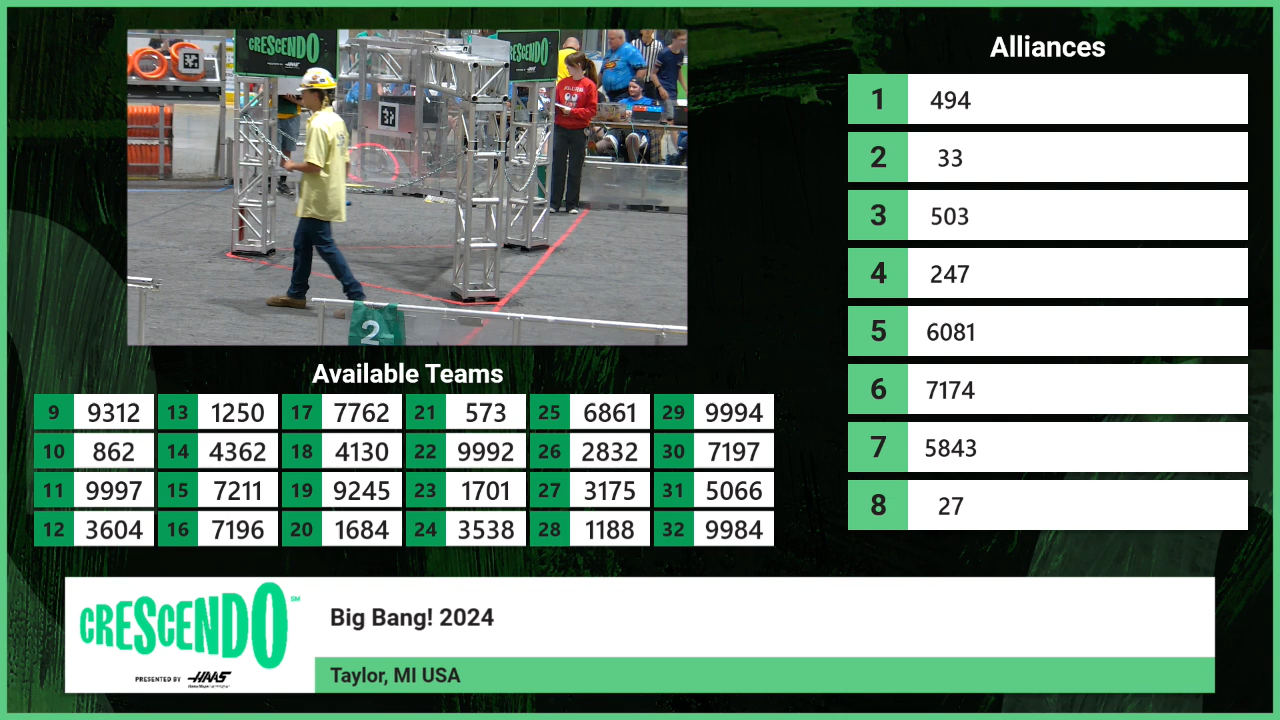 CRESCENDO
CRESCENDO
2
Alliances
1 494
2 33
3 503
4 247
5 6081
6 7174
7 5843
8 27
Available Teams
9 9312 13 1250 17 7762 21 573 25 6861 29 9994
10 862 14 4362 18 4130 22 9992 26 2832 30 7197
11 9997 15 7211 19 9245 23 1701 27 3175 31 5066
12 3604 16 7196 20 1684 24 3538 28 1188 32 9984
CRESCENDO SM
PRESENTED BY HAAS
Big Bang! 2024
Taylor, MI USA